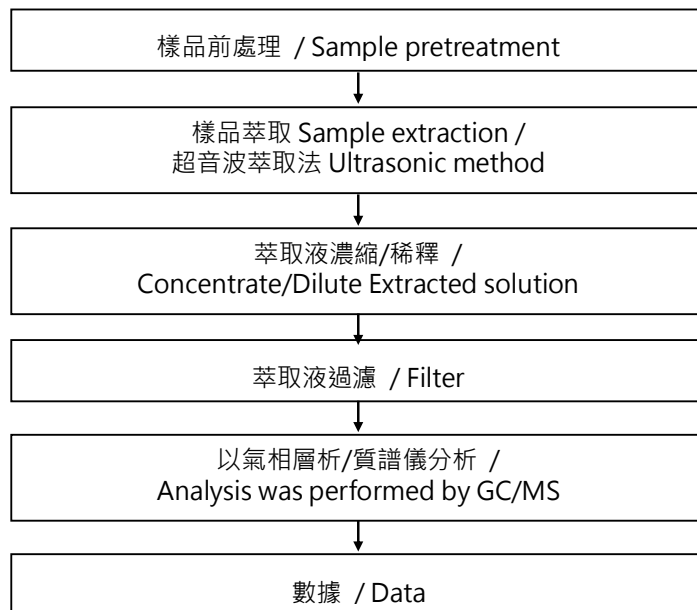 樣品前處理 / Sample pretreatment
樣品萃取 Sample extraction /
超音波萃取法 Ultrasonic method
萃取液濃縮/稀釋 /
Concentrate/Dilute Extracted solution
萃取液過濾 / Filter
以氣相層析/質譜儀分析 /
Analysis was performed by GC/MS
數據 / Data